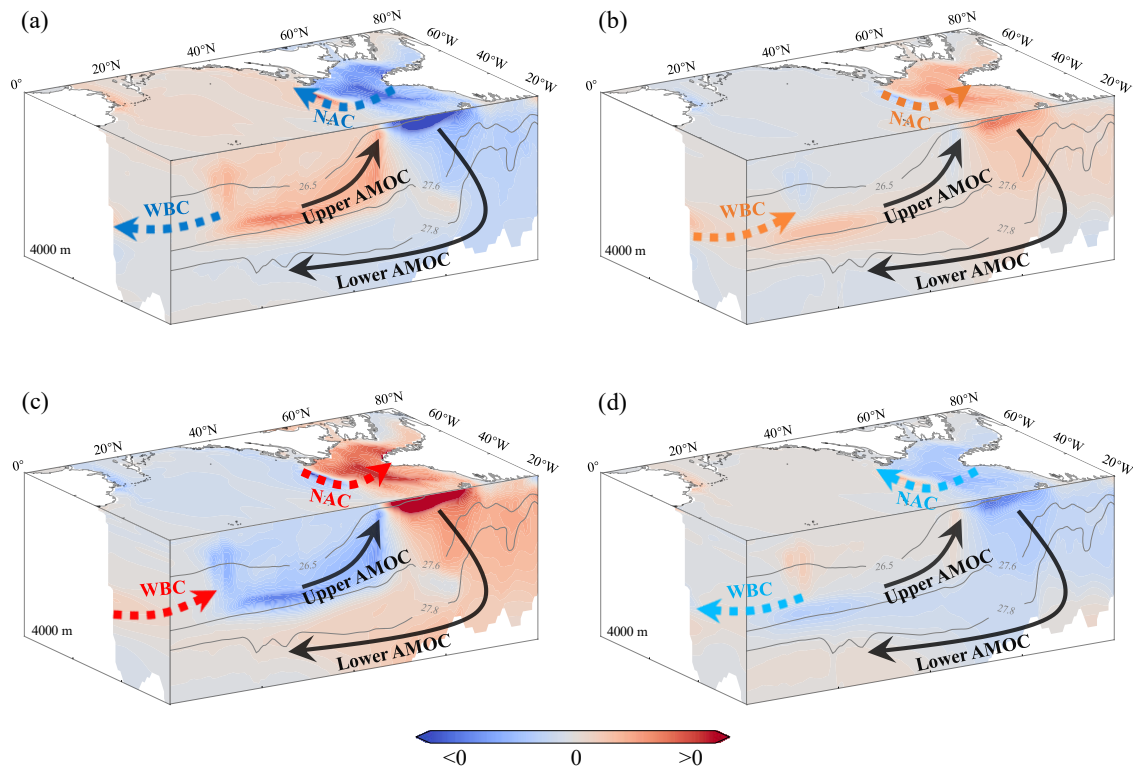 (a)
0°
20°N
40°N
60°N
80°N
60°W
40°W
20°W
NAC
WBC
26.5
27.6
27.8
Upper AMOC
Lower AMOC
4000 m
(b)
0°
20°N
40°N
60°N
80°N
60°W
40°W
20°W
NAC
WBC
26.5
27.6
27.8
Upper AMOC
Lower AMOC
4000 m
(c)
0°
20°N
40°N
60°N
80°N
60°W
40°W
20°W
NAC
WBC
26.5
27.6
27.8
Upper AMOC
Lower AMOC
4000 m
(d)
0°
20°N
40°N
60°N
80°N
60°W
40°W
20°W
NAC
WBC
26.5
27.6
27.8
Upper AMOC
Lower AMOC
4000 m
<0
0
>0